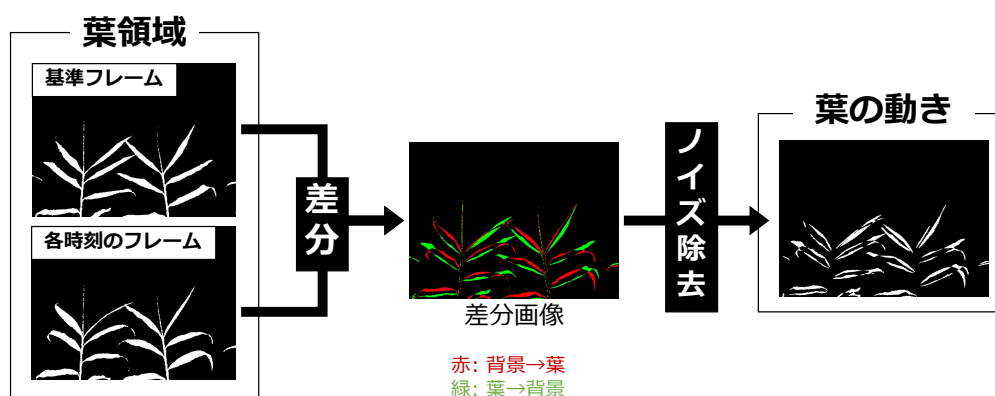 葉領域
基準フレーム
各時刻のフレーム
差分
差分画像
赤: 背景→葉
緑: 葉→背景
ノイズ除去
葉の動き